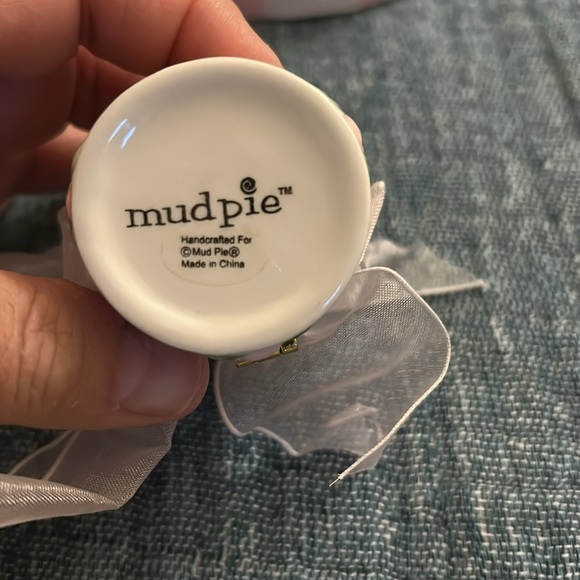 mudpie™
Handcrafted For
©Mud Pie®
Made in China